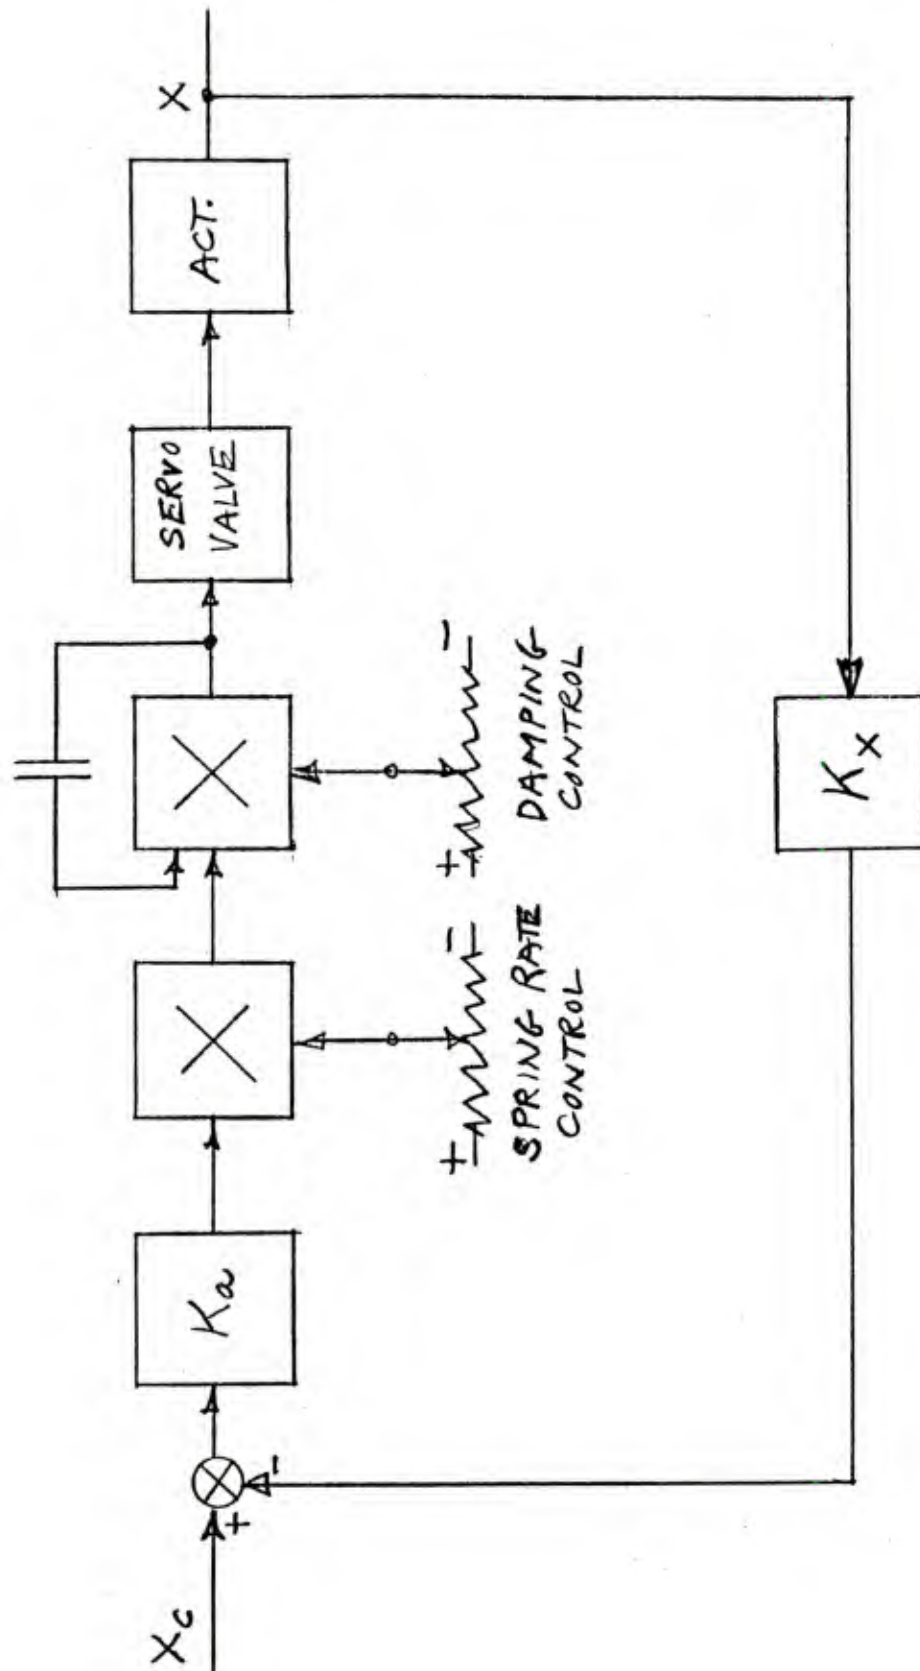 Xc
+
-
Ka
+ -
SPRING RATE
CONTROL
+ -
DAMPING
CONTROL
SERVO
VALVE
ACT.
X
Kx